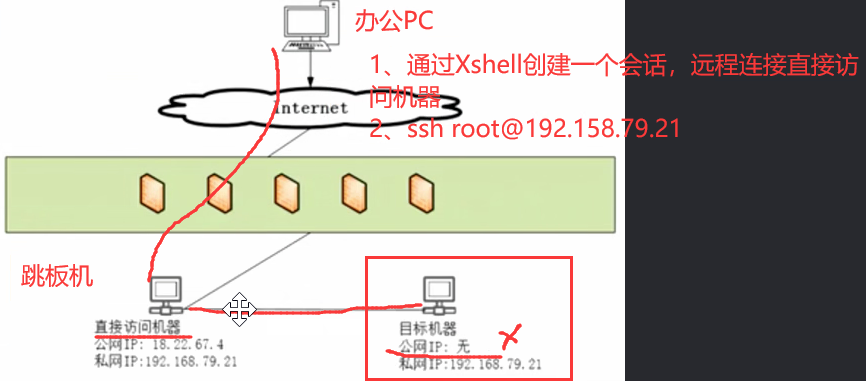 办公PC
1、通过Xshell创建一个会话，远程连接直接访
问机器
2、ssh root@192.158.79.21
Internet
跳板机
直接访问机器
公网IP: 18.22.67.4
私网IP:192.168.79.21
目标机器
公网IP: 无
私网IP:192.168.79.21